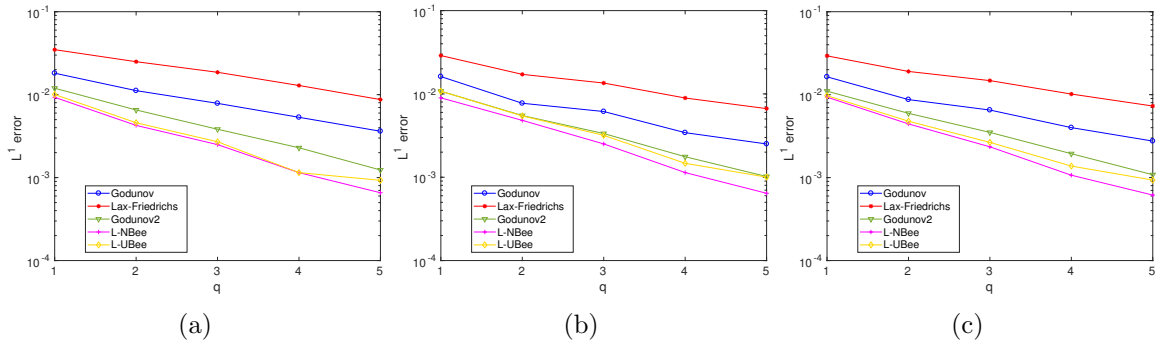 10^-1
10^-2
10^-3
10^-4
L^1 error
1 2 3 4 5
q
Godunov
Lax-Friedrichs
Godunov2
L-NBee
L-UBee
(a)
10^-1
10^-2
10^-3
10^-4
L^1 error
1 2 3 4 5
q
Godunov
Lax-Friedrichs
Godunov2
L-NBee
L-UBee
(b)
10^-1
10^-2
10^-3
10^-4
L^1 error
1 2 3 4 5
q
Godunov
Lax-Friedrichs
Godunov2
L-NBee
L-UBee
(c)